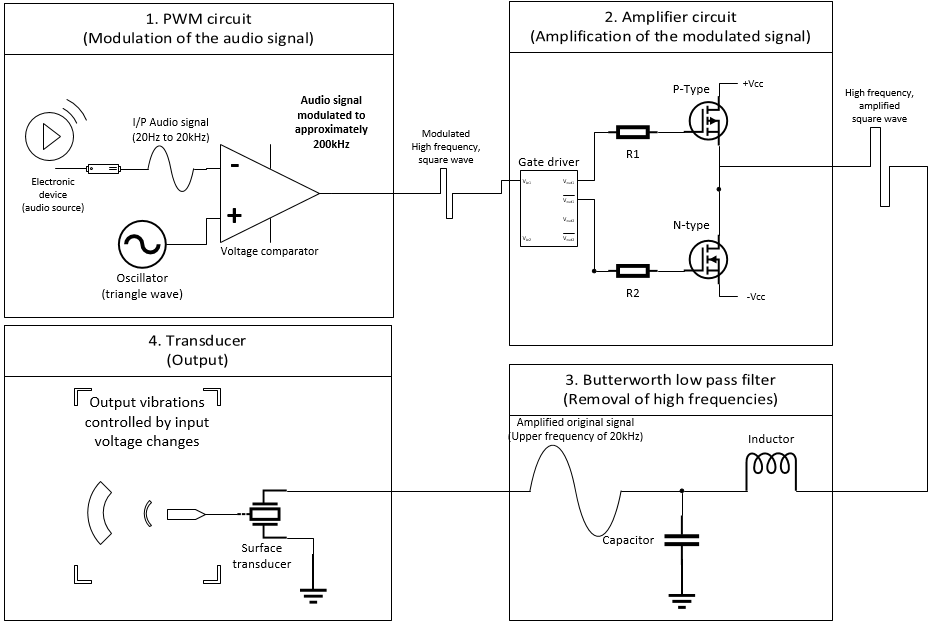 1. PWM circuit
(Modulation of the audio signal)
I/P Audio signal
(20Hz to 20kHz)
Audio signal
modulated to
approximately
200kHz
Electronic
device
(audio source)
-
+
Voltage comparator
Oscillator
(triangle wave)
Modulated
High frequency,
square wave
2. Amplifier circuit
(Amplification of the modulated signal)
P-Type
+Vcc
R1
Gate driver
N-type
R2
-Vcc
High frequency,
amplified
square wave
3. Butterworth low pass filter
(Removal of high frequencies)
Amplified original signal
(Upper frequency of 20kHz)
Inductor
Capacitor
4. Transducer
(Output)
Output vibrations
controlled by input
voltage changes
Surface
transducer